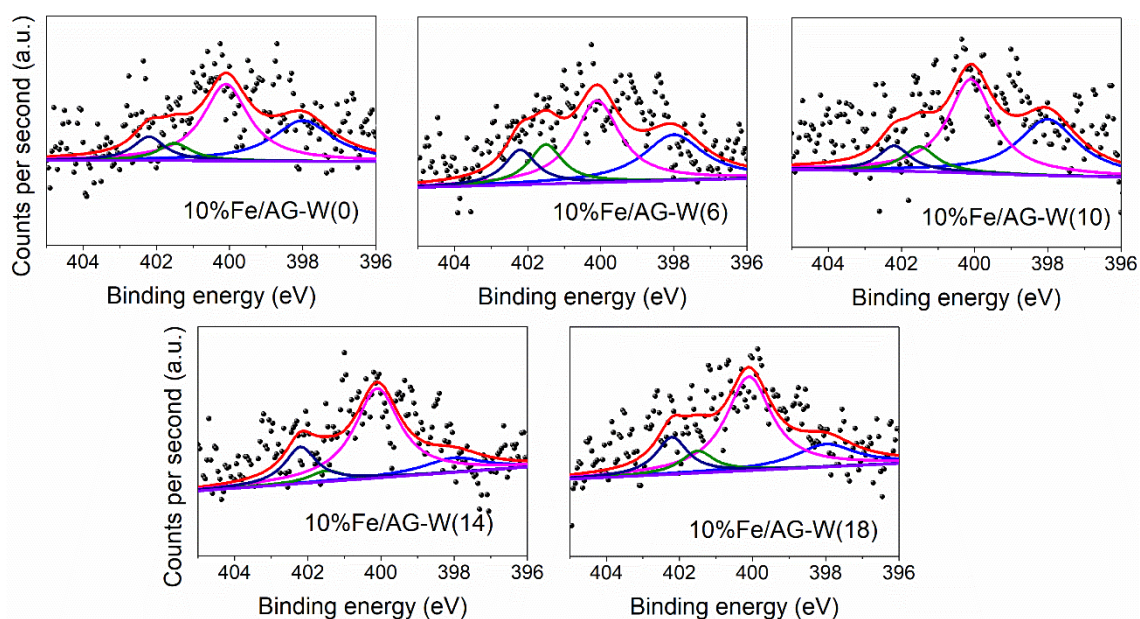 Counts per second (a.u.)
10%Fe/AG-W(0)
404 402 400 398 396
Binding energy (eV)
10%Fe/AG-W(6)
404 402 400 398 396
Binding energy (eV)
10%Fe/AG-W(10)
404 402 400 398 396
Binding energy (eV)
Counts per second (a.u.)
10%Fe/AG-W(14)
404 402 400 398 396
Binding energy (eV)
10%Fe/AG-W(18)
404 402 400 398 396
Binding energy (eV)